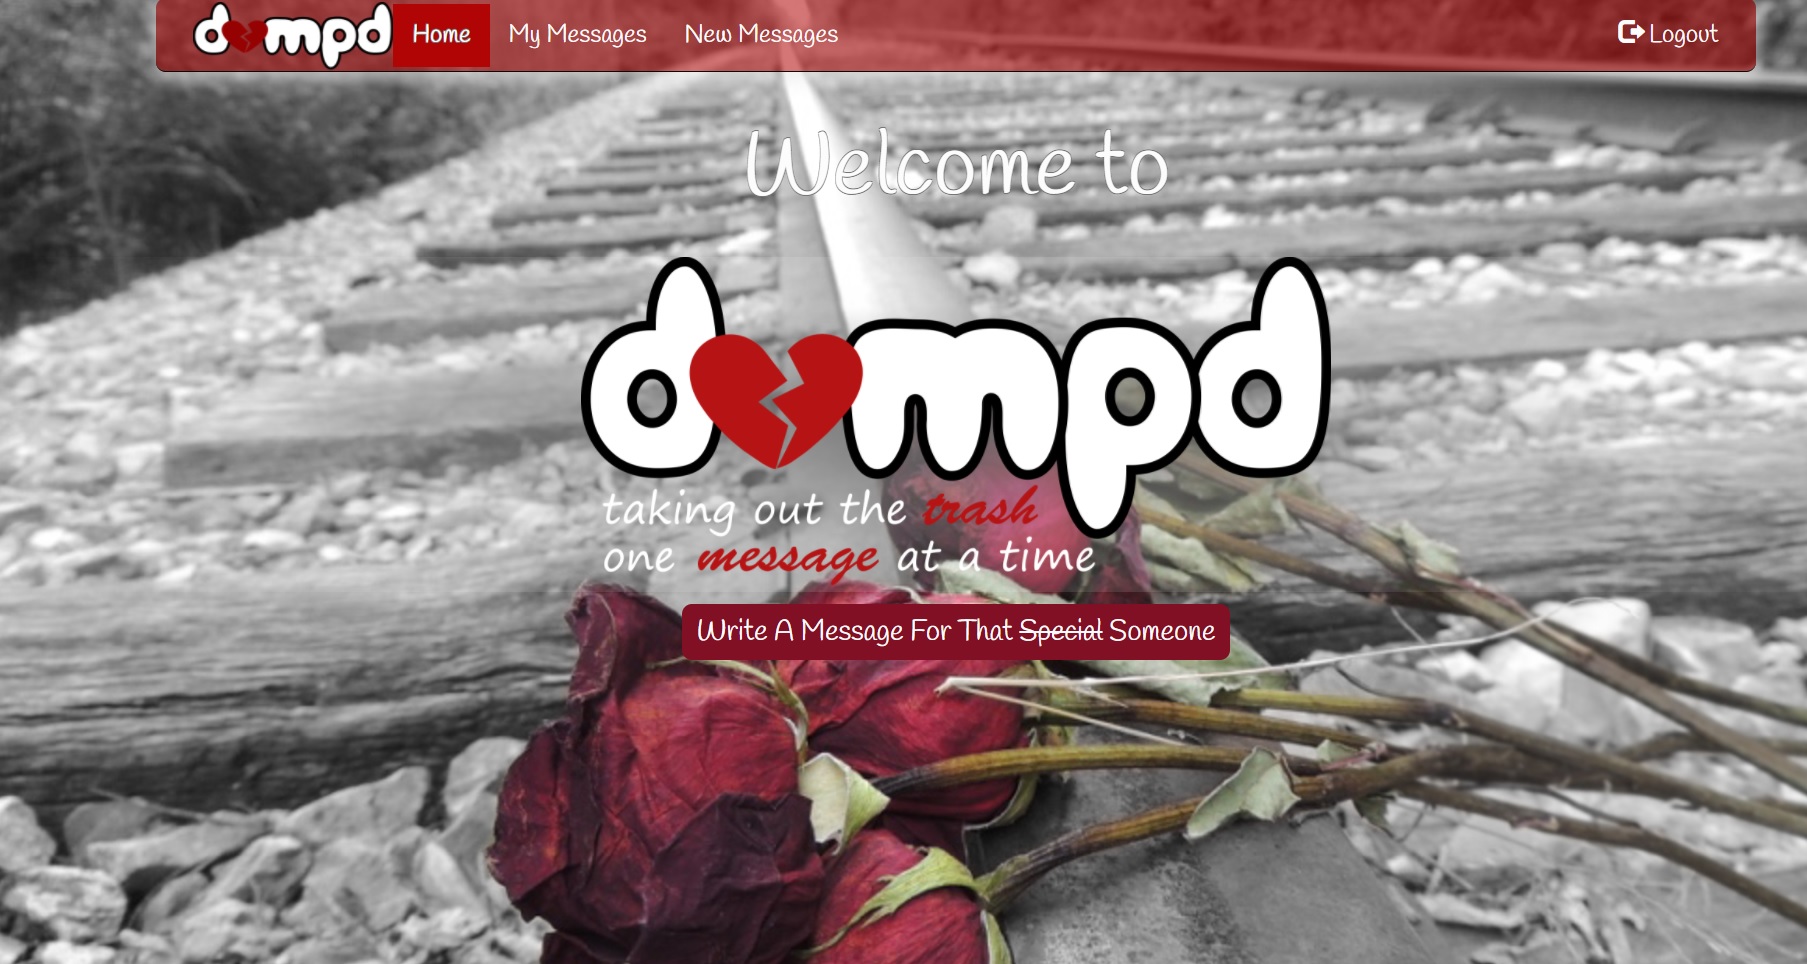 dmpd Home My Messages New Messages Logout
Welcome to
dmpd
taking out the trash
one message at a time
Write A Message For That Special Someone